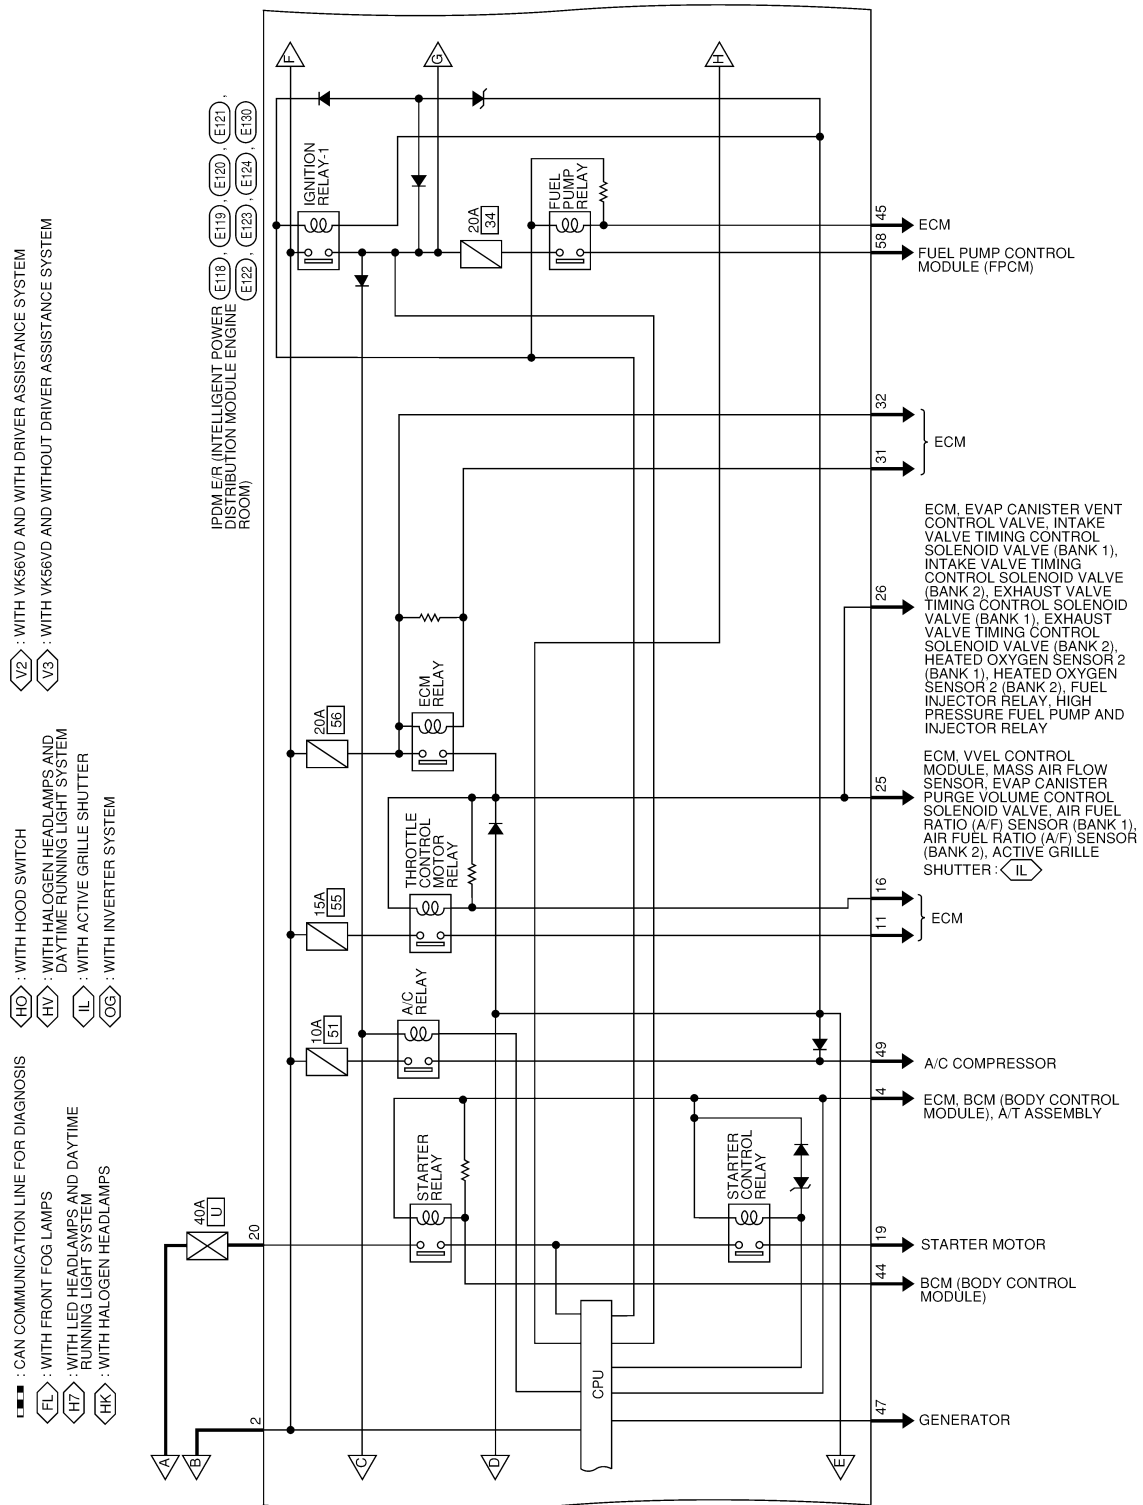 V2 : WITH VK56VD AND WITH DRIVER ASSISTANCE SYSTEM
V3 : WITH VK56VD AND WITHOUT DRIVER ASSISTANCE SYSTEM
HO : WITH HOOD SWITCH
HV : WITH HALOGEN HEADLAMPS AND
DAYTIME RUNNING LIGHT SYSTEM
IL : WITH ACTIVE GRILLE SHUTTER
OG : WITH INVERTER SYSTEM
: CAN COMMUNICATION LINE FOR DIAGNOSIS
FL : WITH FRONT FOG LAMPS
H7 : WITH LED HEADLAMPS AND DAYTIME
RUNNING LIGHT SYSTEM
HK : WITH HALOGEN HEADLAMPS
IPDM E/R (INTELLIGENT POWER
DISTRIBUTION MODULE ENGINE
ROOM)
E118 , E119 , E120 , E121 ,
E122 , E123 , E124 , E130
F
G
H
IGNITION
RELAY-1
20A
34
FUEL
PUMP
RELAY
45
ECM
58
FUEL PUMP CONTROL
MODULE (FPCM)
32
31
ECM
20A
56
ECM
RELAY
26
ECM, EVAP CANISTER VENT
CONTROL VALVE, INTAKE
VALVE TIMING CONTROL
SOLENOID VALVE (BANK 1),
INTAKE VALVE TIMING
CONTROL SOLENOID VALVE
(BANK 2), EXHAUST VALVE
TIMING CONTROL SOLENOID
VALVE (BANK 1), EXHAUST
VALVE TIMING CONTROL
SOLENOID VALVE (BANK 2),
HEATED OXYGEN SENSOR 2
(BANK 1), HEATED OXYGEN
SENSOR 2 (BANK 2), FUEL
INJECTOR RELAY, HIGH
PRESSURE FUEL PUMP AND
INJECTOR RELAY
25
ECM, VVEL CONTROL
MODULE, MASS AIR FLOW
SENSOR, EVAP CANISTER
PURGE VOLUME CONTROL
SOLENOID VALVE, AIR FUEL
RATIO (A/F) SENSOR (BANK 1),
AIR FUEL RATIO (A/F) SENSOR
(BANK 2), ACTIVE GRILLE
SHUTTER : IL
15A
55
THROTTLE
CONTROL
MOTOR
RELAY
16
11
ECM
10A
51
A/C
RELAY
49
A/C COMPRESSOR
4
ECM, BCM (BODY CONTROL
MODULE), A/T ASSEMBLY
40A
U
20
STARTER
RELAY
STARTER
CONTROL
RELAY
19
STARTER MOTOR
44
BCM (BODY CONTROL
MODULE)
CPU
2
47
GENERATOR
A
B
C
D
E